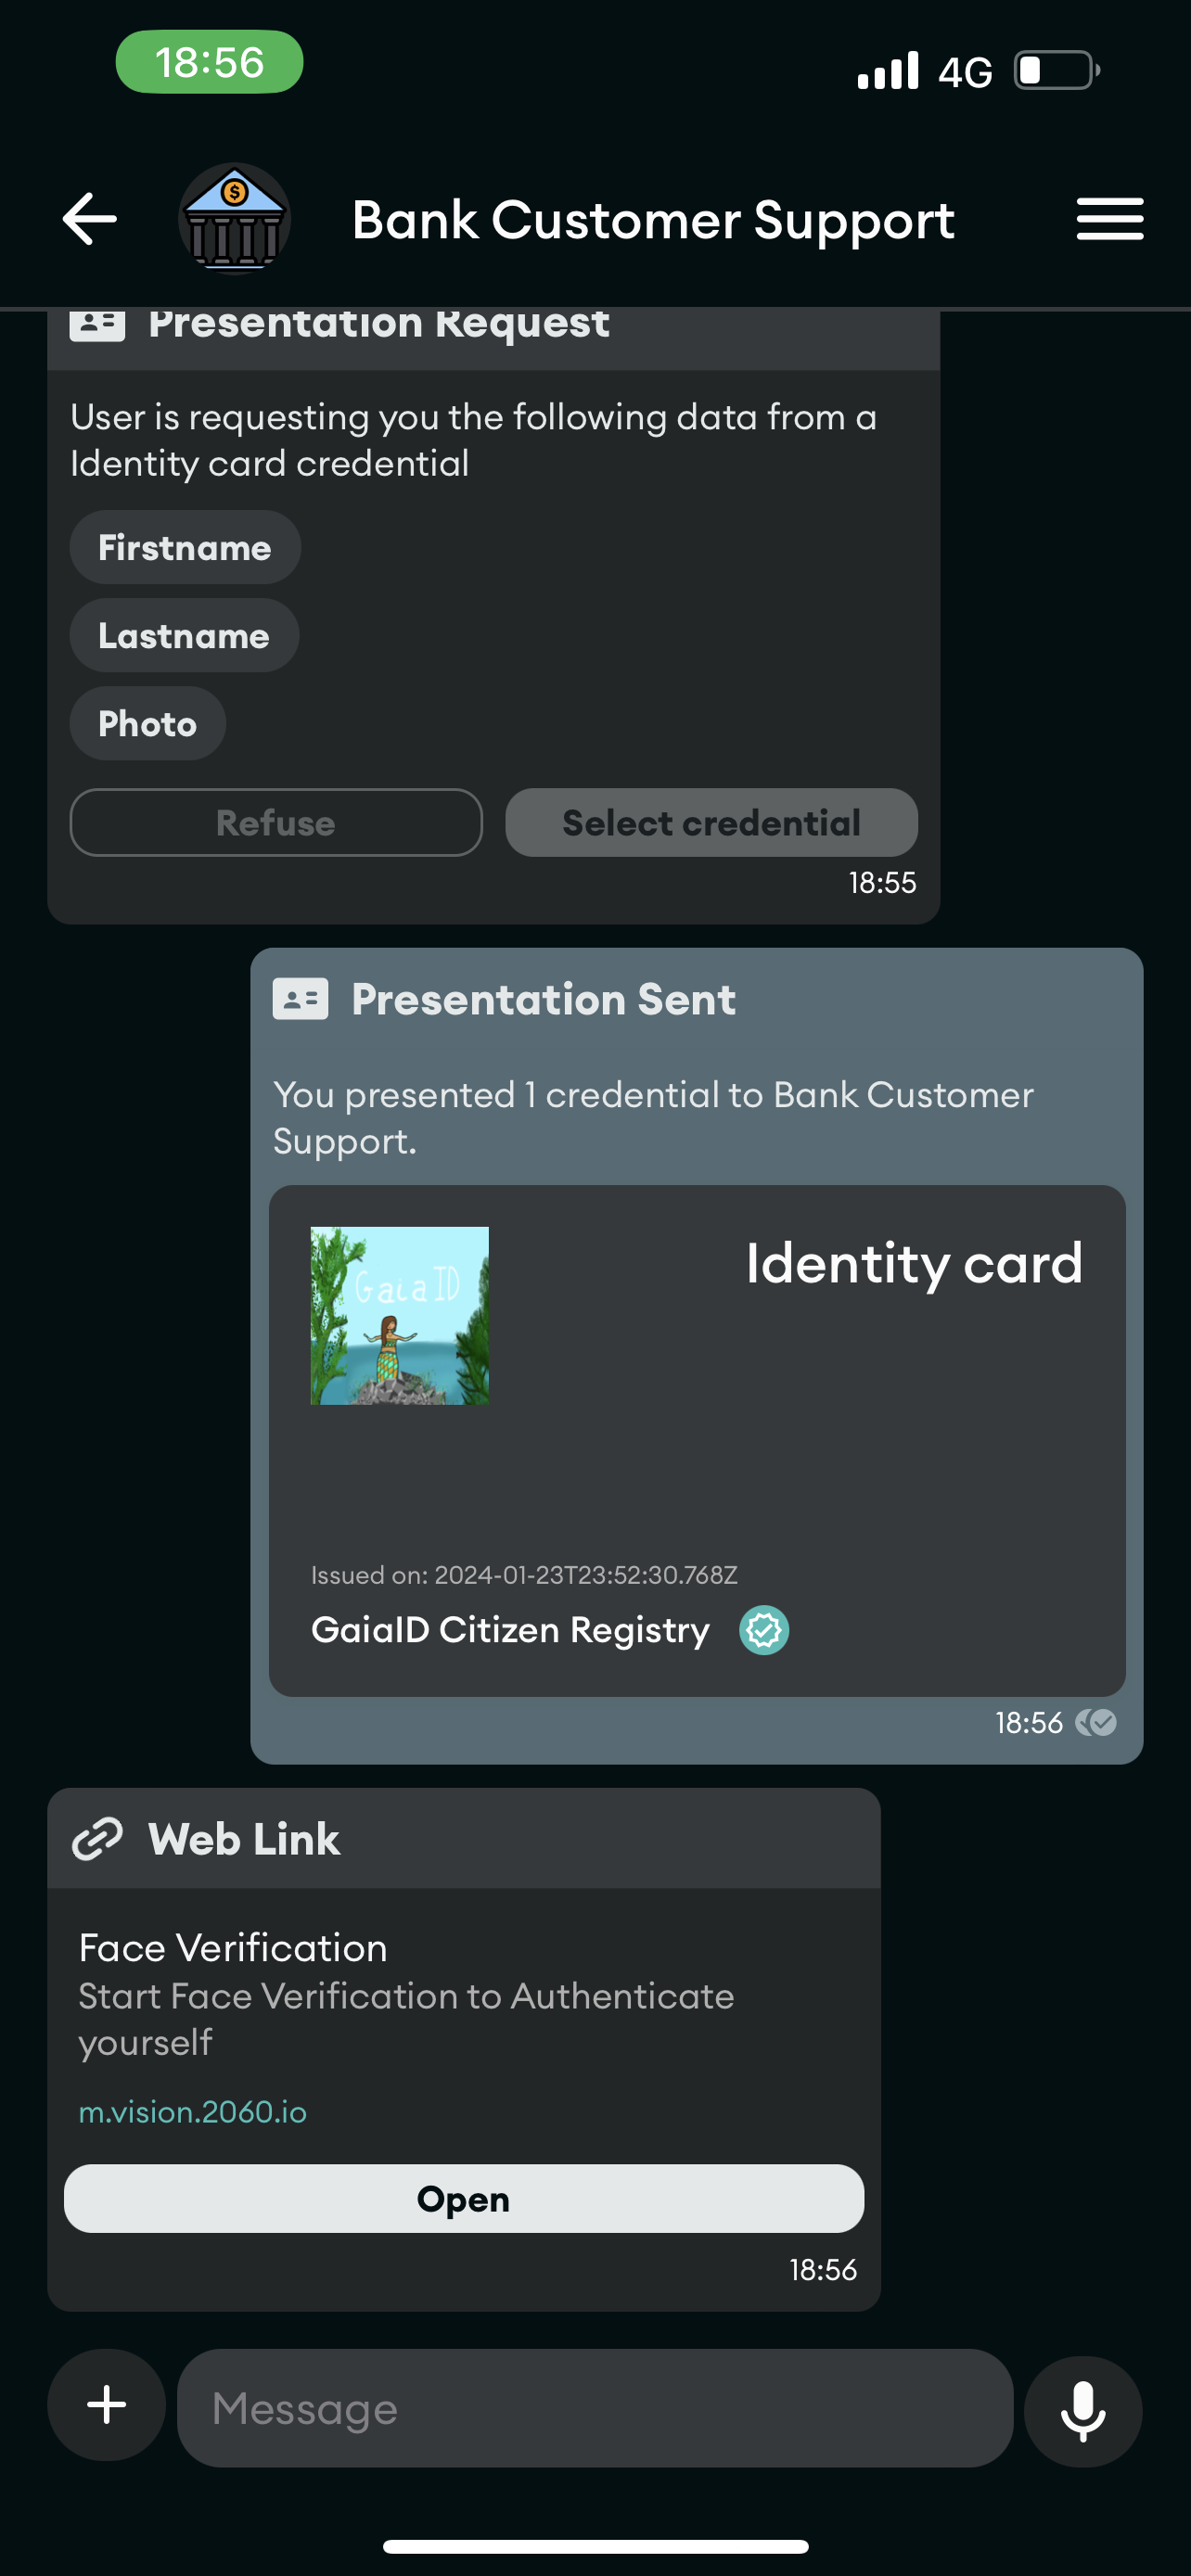 18:56
4G
$
Bank Customer Support
Presentation Request
User is requesting you the following data from a
Identity card credential
Firstname
Lastname
Photo
Refuse
Select credential
18:55
Presentation Sent
You presented 1 credential to Bank Customer
Support.
Gaia ID
Identity card
Issued on: 2024-01-23T23:52:30.768Z
GaiaID Citizen Registry
18:56
Web Link
Face Verification
Start Face Verification to Authenticate
yourself
m.vision.2060.io
Open
18:56
Message